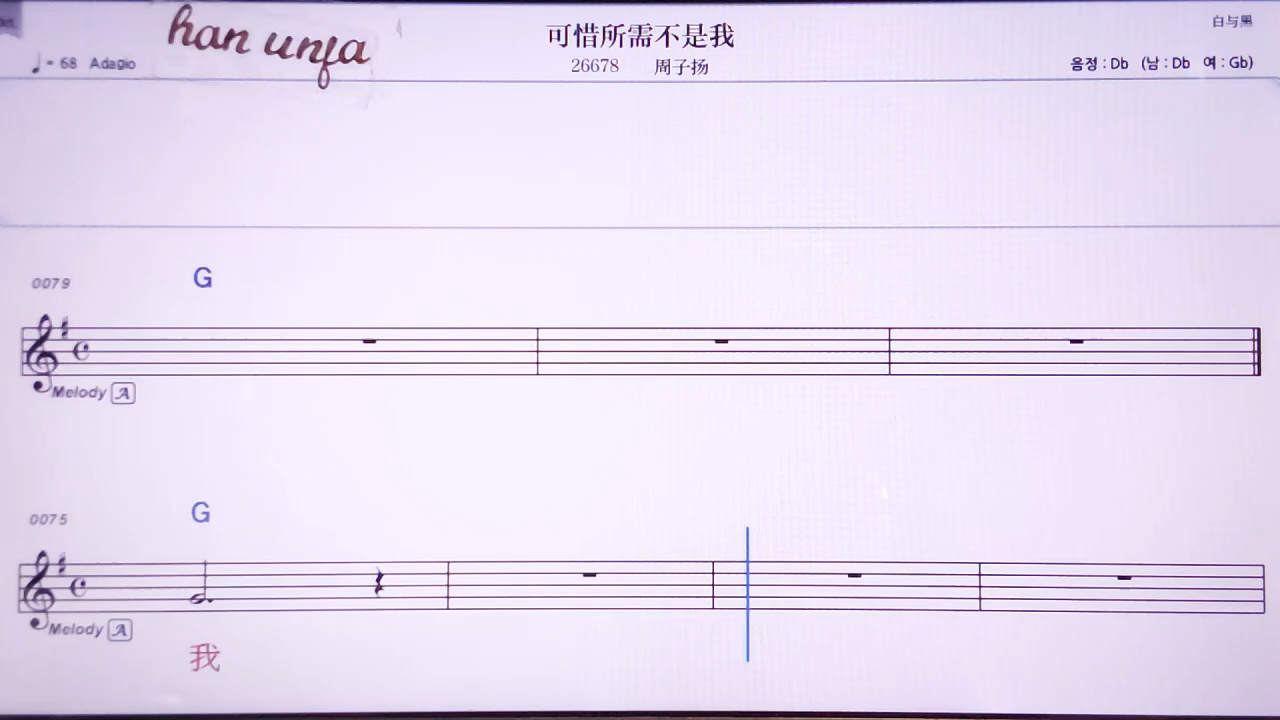 han unfa
可惜所需不是我
白与黑
♩= 68 Adagio
26678 周子扬
음정 : Db (남 : Db 여 : Gb)
0079 G
Melody A
0075 G
Melody A
我